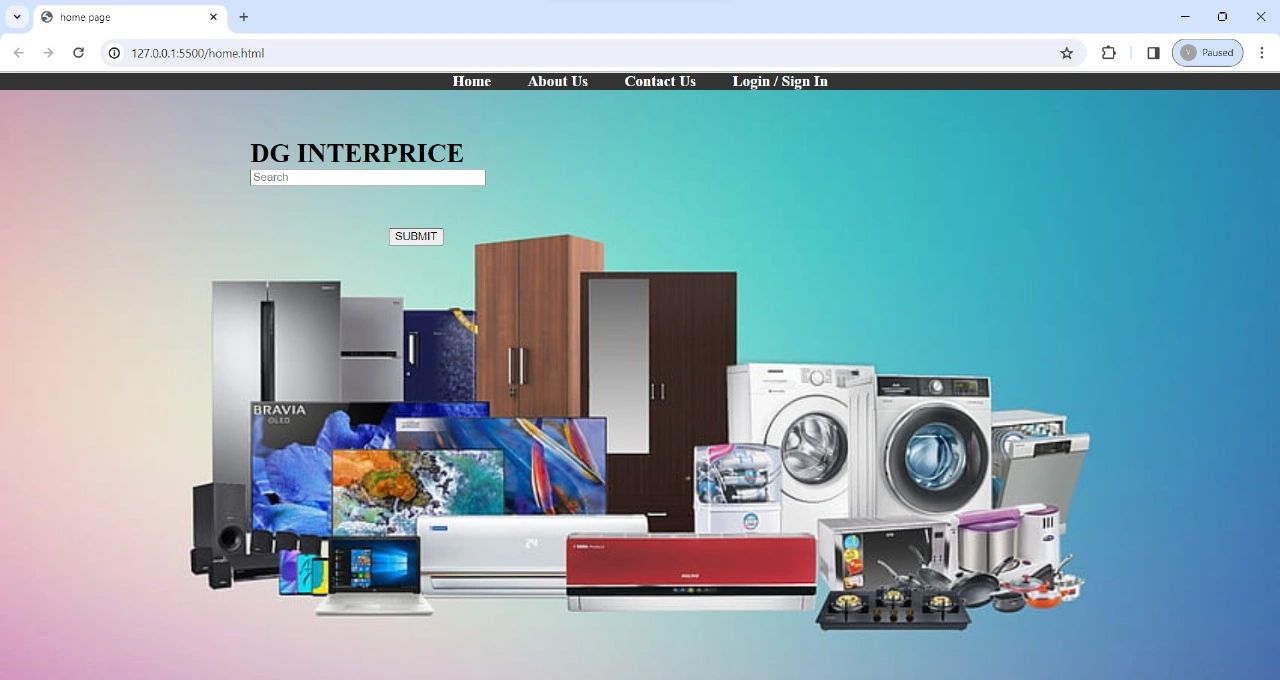 home page
127.0.0.1:5500/home.html
V
Paused
Home About Us Contact Us Login / Sign In
DG INTERPRICE
Search
SUBMIT
BRAVIA
OLED
24